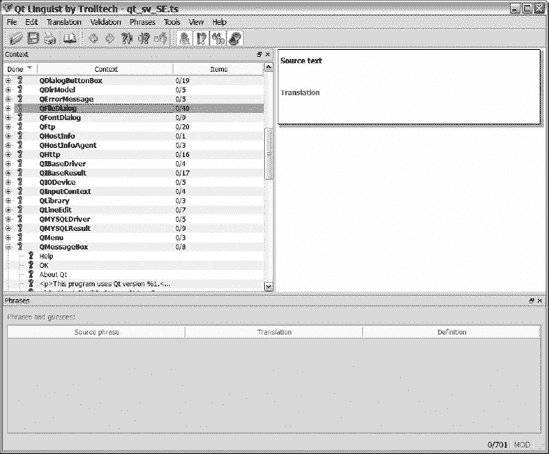 Qt Linguist by Trolltech - qt_sv_SE.ts
File Edit Translation Validation Phrases Tools View Help
Context
Done Context Items
QDialogButtonBox 0/19
QDirModel 0/5
QErrorMessage 0/5
QFileDialog 0/40
QFontDialog 0/9
QFtp 0/20
QHostInfo 0/1
QHostInfoAgent 0/3
QHttp 0/16
QIBaseDriver 0/4
QIBaseResult 0/17
QIODevice 0/5
QInputContext 0/4
QLibrary 0/3
QLineEdit 0/7
QMYSQLDriver 0/5
QMYSQLResult 0/9
QMenu 0/3
QMessageBox 0/8
Help
OK
About Qt
<p>This program uses Qt version %1.<...
Source text
Translation
Phrases
Phrases and guesses:
Source phrase Translation Definition
0/701 MOD